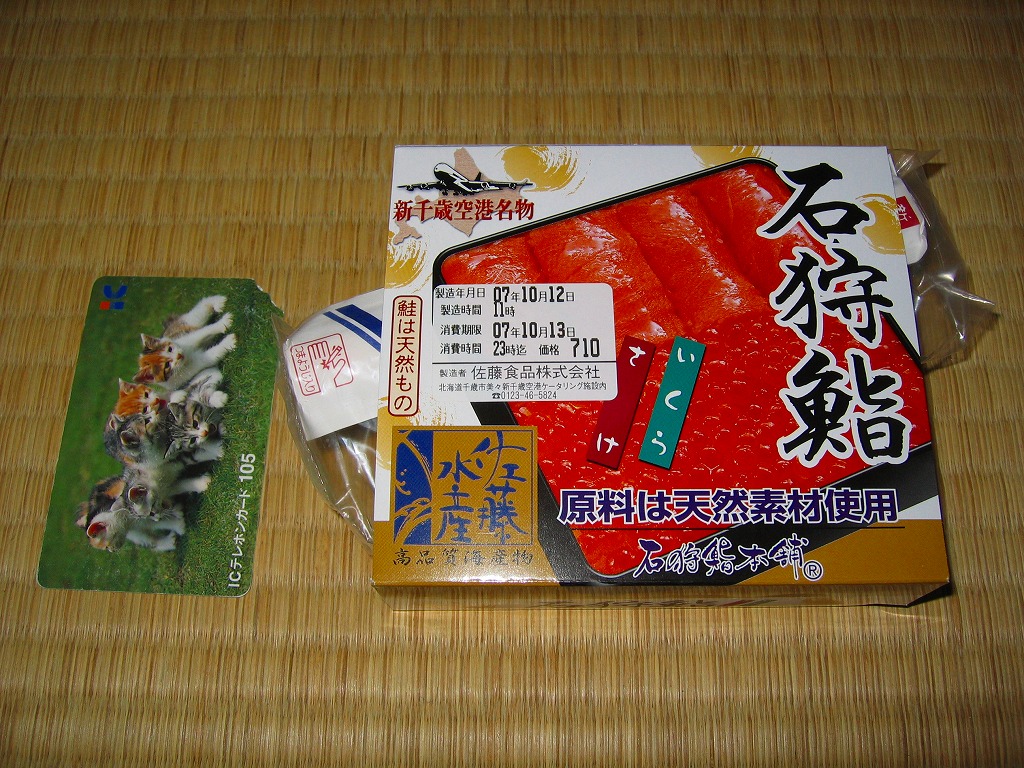 新千歳空港名物
石狩鮨
鮭は天然もの
製造年月日 07年10月12日
製造時間 11時
消費期限 07年10月13日
消費時間 23時迄 価格 710
製造者 佐藤食品株式会社
北海道千歳市美々新千歳空港ケータリング施設内
☎0123-46-5824
さけ
いくら
佐藤水産
高品質海産物
原料は天然素材使用
石狩鮨本舗®
ICテレホンカード 105